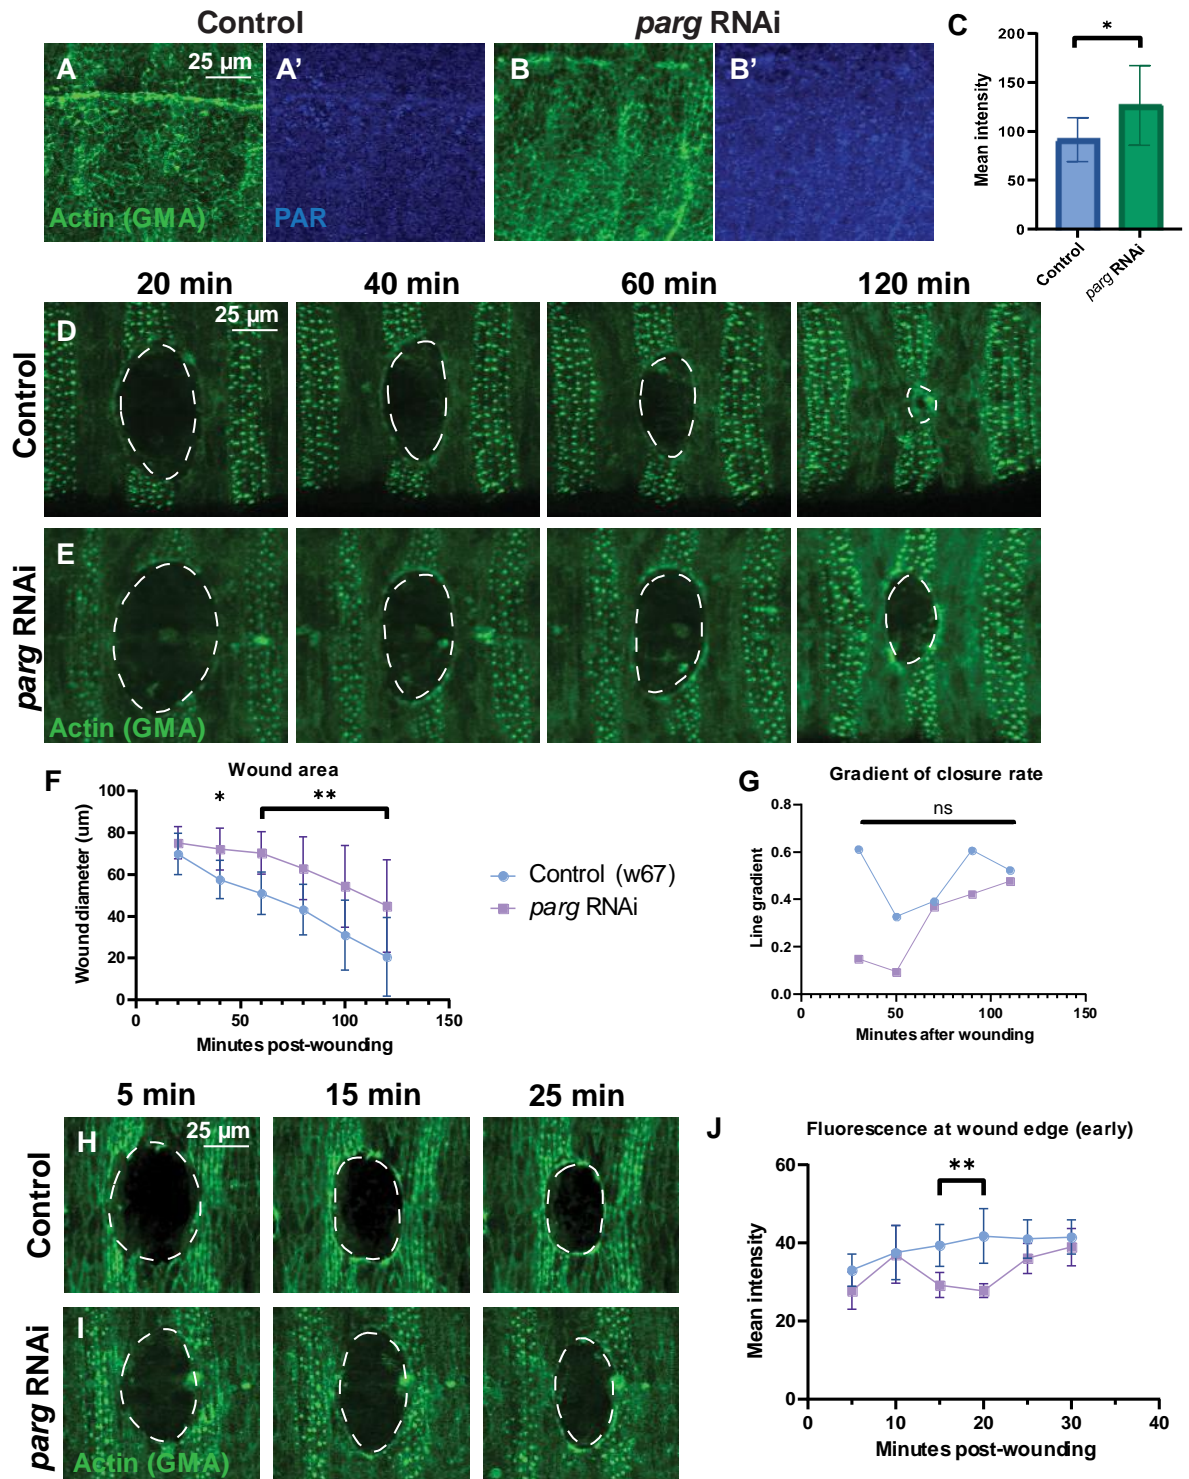 Control
parg RNAi
A
25 µm
A’
B
B’
Actin (GMA)
PAR
C
200
150
100
50
0
Mean intensity
*
Control
parg RNAi
20 min
40 min
60 min
120 min
Control
D
25 µm
parg RNAi
E
Actin (GMA)
F
Wound area
100
80
60
40
20
0
Wound diameter (um)
*
**
0
50
100
150
Minutes post-wounding
Control (w67)
parg RNAi
G
Gradient of closure rate
0.8
0.6
0.4
0.2
0.0
Line gradient
ns
0
50
100
150
Minutes after wounding
5 min
15 min
25 min
Control
H
25 µm
parg RNAi
I
Actin (GMA)
J
Fluorescence at wound edge (early)
60
40
20
0
Mean intensity
**
0
10
20
30
40
Minutes post-wounding